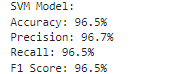 SVM Model:
Accuracy: 96.5%
Precision: 96.7%
Recall: 96.5%
F1 Score: 96.5%